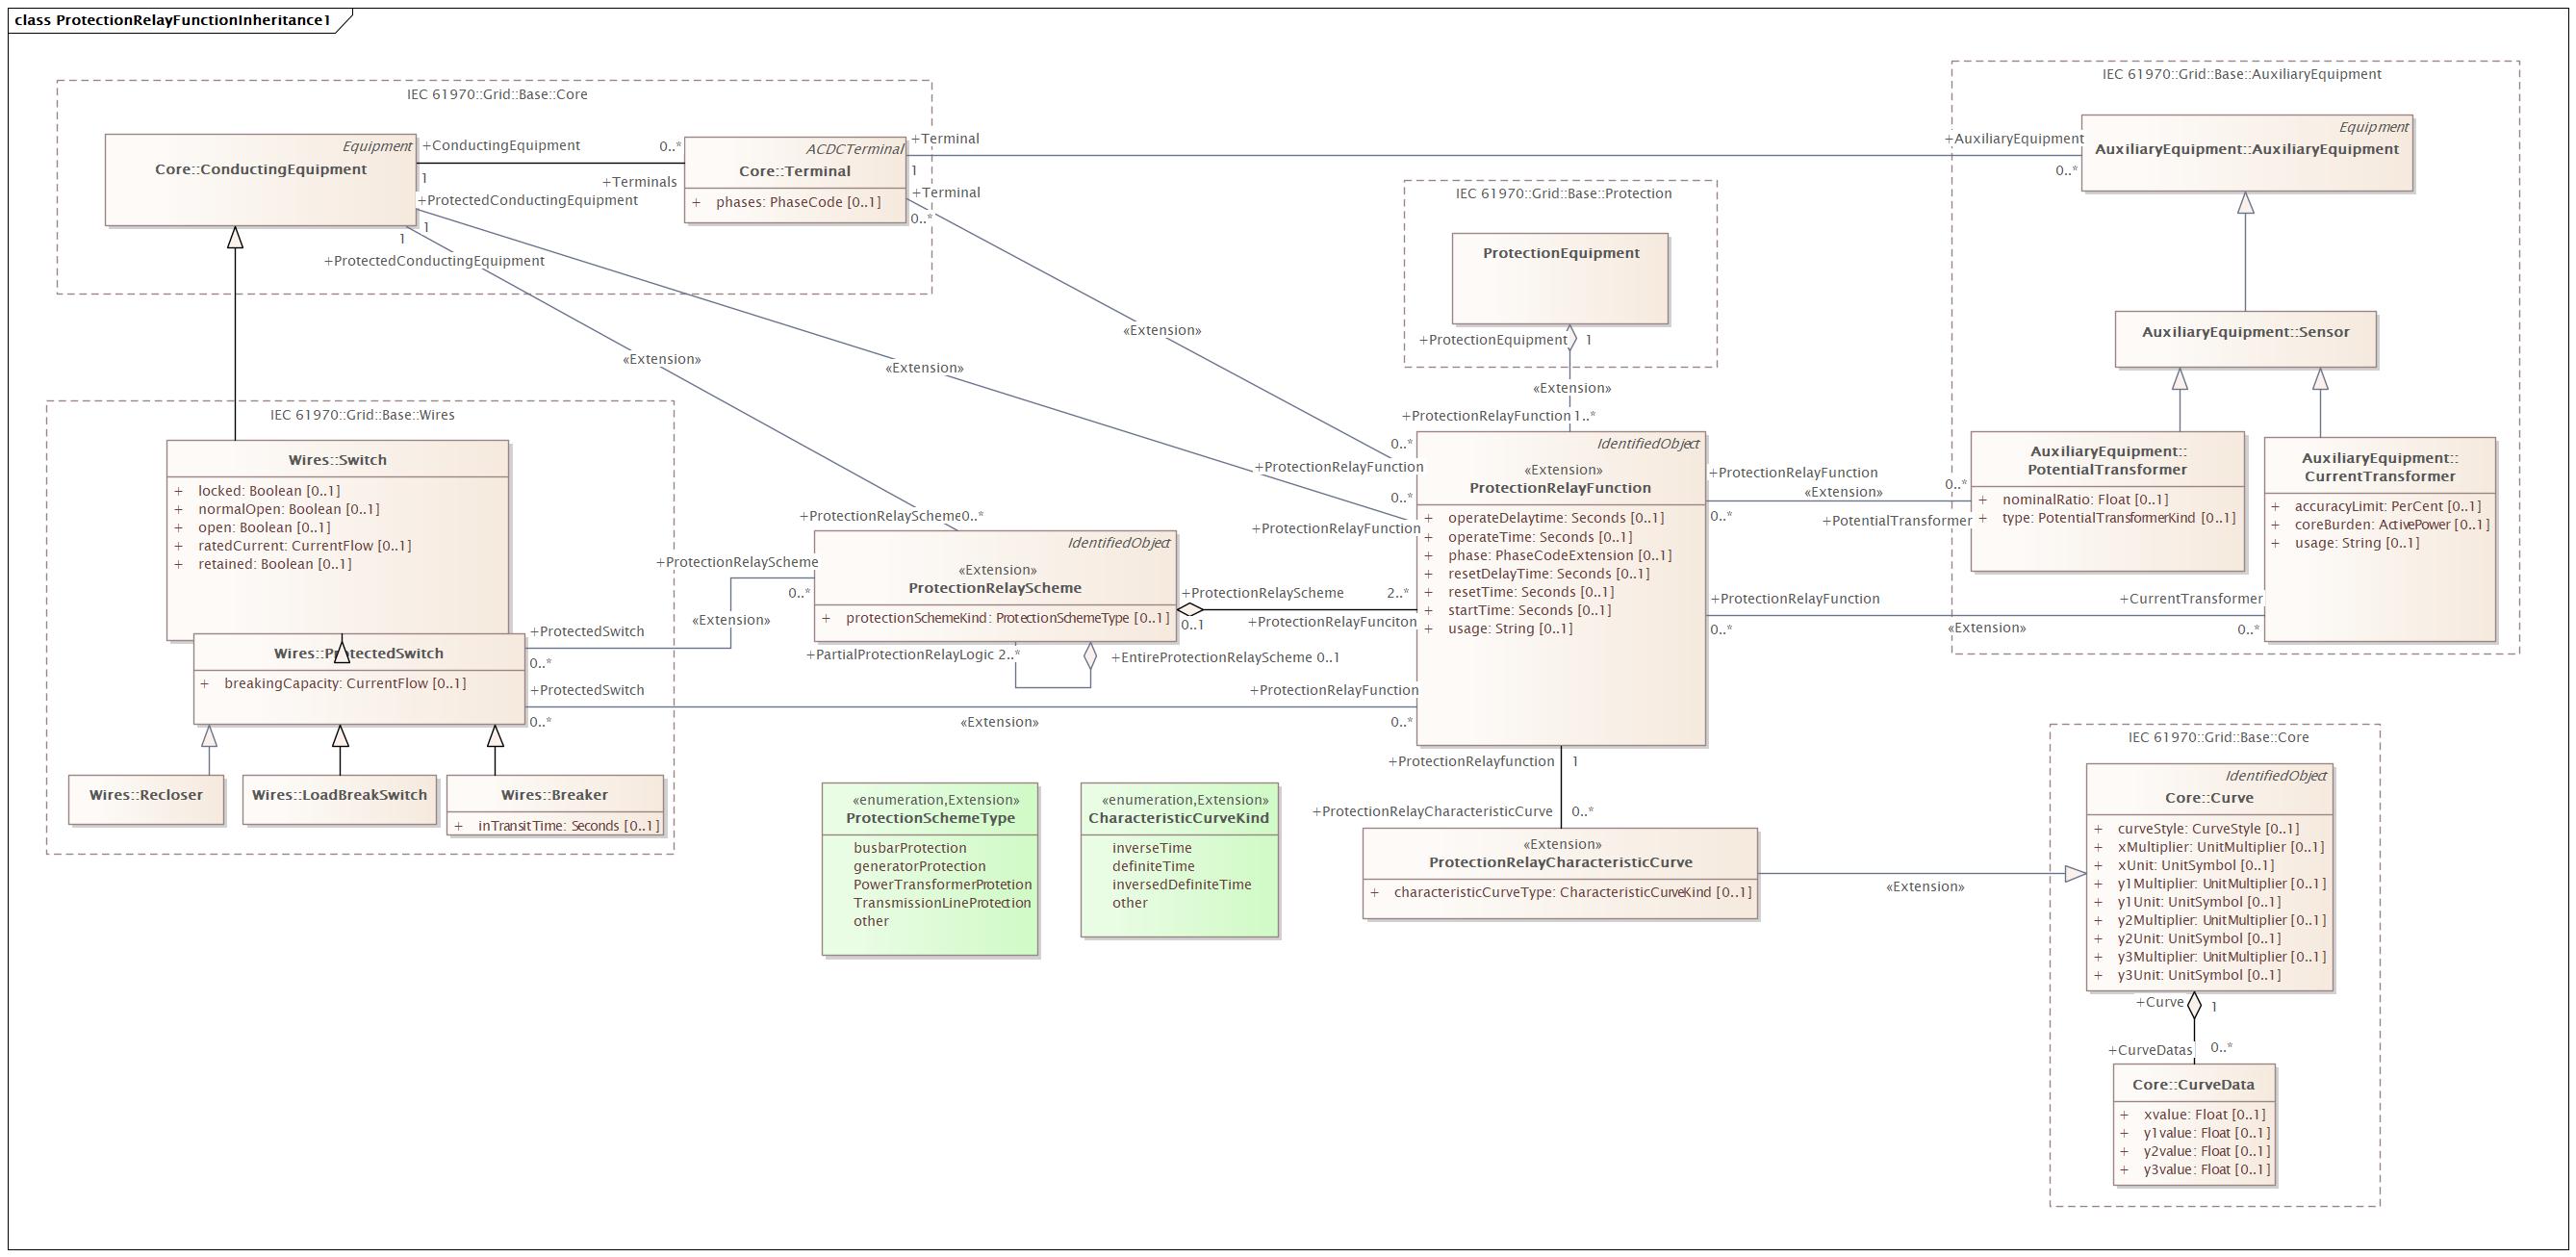 class ProtectionRelayFunctionInheritance1
IEC 61970::Grid::Base::Core
Equipment
Core::ConductingEquipment
+ConductingEquipment
0..*
1
+Terminals
+ProtectedConductingEquipment
1
1
+ProtectedConductingEquipment
ACDCTerminal
Core::Terminal
+ phases: PhaseCode [0..1]
+Terminal
1
+Terminal
0..*
IEC 61970::Grid::Base::AuxiliaryEquipment
+AuxiliaryEquipment
0..*
Equipment
AuxiliaryEquipment::AuxiliaryEquipment
AuxiliaryEquipment::Sensor
IEC 61970::Grid::Base::Protection
ProtectionEquipment
+ProtectionEquipment
1
«Extension»
+ProtectionRelayFunction
1..*
«Extension»
«Extension»
«Extension»
IEC 61970::Grid::Base::Wires
Wires::Switch
+ locked: Boolean [0..1]
+ normalOpen: Boolean [0..1]
+ open: Boolean [0..1]
+ ratedCurrent: CurrentFlow [0..1]
+ retained: Boolean [0..1]
Wires::ProtectedSwitch
+ breakingCapacity: CurrentFlow [0..1]
Wires::Recloser
Wires::LoadBreakSwitch
Wires::Breaker
+ inTransitTime: Seconds [0..1]
+ProtectedSwitch
0..*
+ProtectedSwitch
0..*
+ProtectionRelayScheme
0..*
«Extension»
+ProtectionRelayScheme
0..*
IdentifiedObject
«Extension»
ProtectionRelayScheme
+ protectionSchemeKind: ProtectionSchemeType [0..1]
+PartialProtectionRelayLogic 2..*
+EntireProtectionRelayScheme 0..1
+ProtectionRelayScheme
0..1
2..*
+ProtectionRelayFunciton
+ProtectionRelayFunction
0..*
«Extension»
0..*
+ProtectionRelayFunction
0..*
+ProtectionRelayFunction
IdentifiedObject
«Extension»
ProtectionRelayFunction
+ operateDelaytime: Seconds [0..1]
+ operateTime: Seconds [0..1]
+ phase: PhaseCodeExtension [0..1]
+ resetDelayTime: Seconds [0..1]
+ resetTime: Seconds [0..1]
+ startTime: Seconds [0..1]
+ usage: String [0..1]
+ProtectionRelayFunction
0..*
«Extension»
0..*
+PotentialTransformer
+ProtectionRelayFunction
0..*
+CurrentTransformer
«Extension»
0..*
AuxiliaryEquipment::
PotentialTransformer
+ nominalRatio: Float [0..1]
+ type: PotentialTransformerKind [0..1]
AuxiliaryEquipment::
CurrentTransformer
+ accuracyLimit: PerCent [0..1]
+ coreBurden: ActivePower [0..1]
+ usage: String [0..1]
«enumeration,Extension»
ProtectionSchemeType
busbarProtection
generatorProtection
PowerTransformerProtetion
TransmissionLineProtection
other
«enumeration,Extension»
CharacteristicCurveKind
inverseTime
definiteTime
inversedDefiniteTime
other
+ProtectionRelayfunction
1
+ProtectionRelayCharacteristicCurve
0..*
«Extension»
ProtectionRelayCharacteristicCurve
+ characteristicCurveType: CharacteristicCurveKind [0..1]
«Extension»
IEC 61970::Grid::Base::Core
IdentifiedObject
Core::Curve
+ curveStyle: CurveStyle [0..1]
+ xMultiplier: UnitMultiplier [0..1]
+ xUnit: UnitSymbol [0..1]
+ y1Multiplier: UnitMultiplier [0..1]
+ y1Unit: UnitSymbol [0..1]
+ y2Multiplier: UnitMultiplier [0..1]
+ y2Unit: UnitSymbol [0..1]
+ y3Multiplier: UnitMultiplier [0..1]
+ y3Unit: UnitSymbol [0..1]
+Curve
1
+CurveDatas
0..*
Core::CurveData
+ xvalue: Float [0..1]
+ y1value: Float [0..1]
+ y2value: Float [0..1]
+ y3value: Float [0..1]